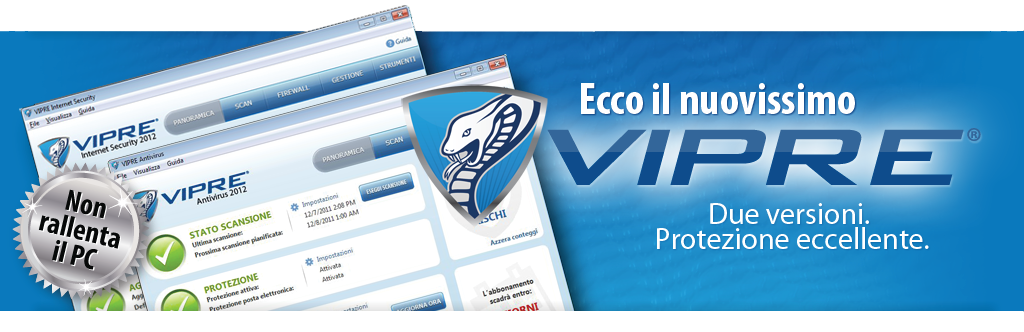 Guida
VIPRE Internet Security
File Visualizza Guida
VIPRE®
Internet Security 2012
PANORAMICA SCAN FIREWALL GESTIONE STRUMENTI
VIPRE Antivirus
File Visualizza Guida
VIPRE®
Antivirus 2012
PANORAMICA SCAN
STATO SCANSIONE
Ultima scansione:
Prossima scansione pianificata:
Impostazioni
12/7/2011 2:08 PM
12/8/2011 1:00 AM
ESEGUI SCANSIONE
Azzera conteggi
PROTEZIONE
Protezione attiva:
Protezione posta elettronica:
Impostazioni
Attivata
Attivata
L'abbonamento
scadrà entro:
Non
rallenta
il PC
Ecco il nuovissimo
VIPRE®
Due versioni.
Protezione eccellente.